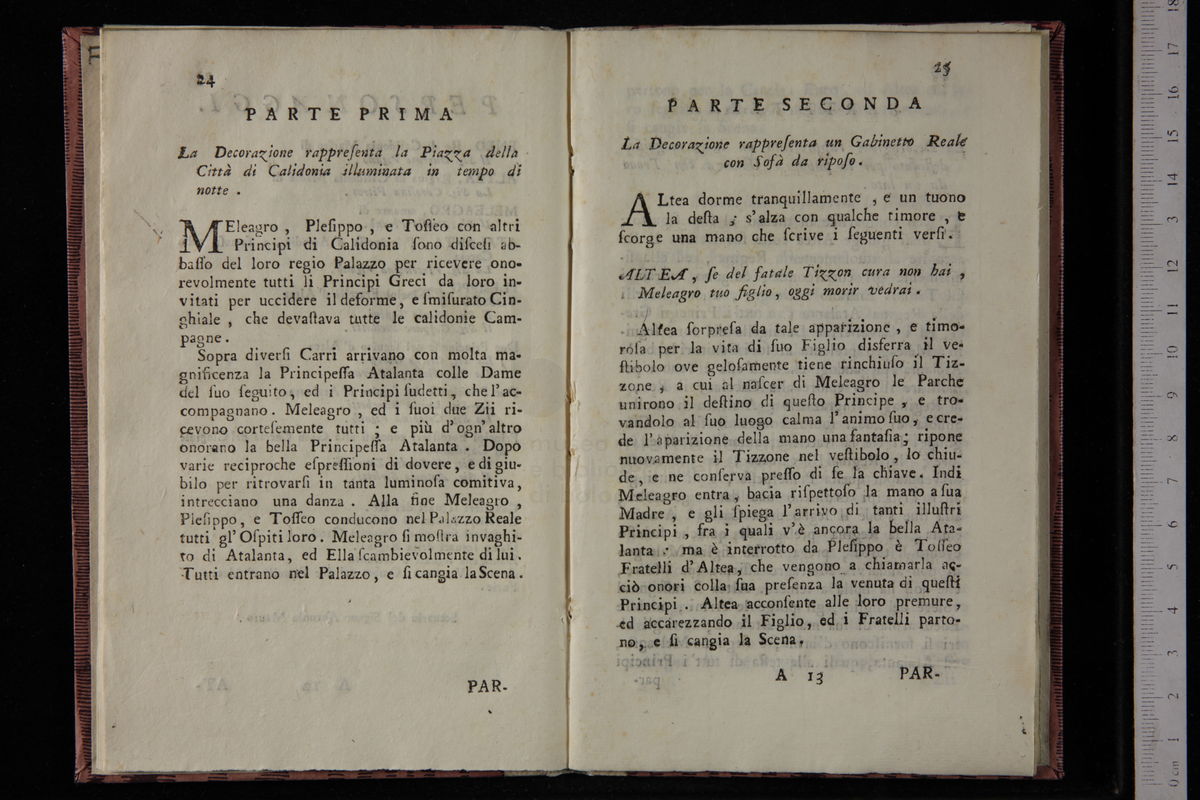 24
PARTE PRIMA
La Decorazione rappreſenta la Piazza della
Città di Calidonia illuminata in tempo di
notte .
MEleagro , Pleſippo , e Toſſeo con altri
Principi di Calidonia ſono diſceſi ab-
baſſo del loro regio Palazzo per ricevere ono-
revolmente tutti li Principi Greci da loro in-
vitati per uccidere il deforme, e ſmiſurato Cin-
ghiale , che devaſtava tutte le calidonie Cam-
pagne .
Sopra diverſi Carri arrivano con molta ma-
gnificenza la Principeſſa Atalanta colle Dame
del ſuo ſeguito, ed i Principi ſudetti, che l'ac-
compagnano . Meleagro , ed i ſuoi due Zii ri-
cevono corteſemente tutti ; e più d'ogn'altro
onorano la bella Principeſſa Atalanta . Dopo
varie reciproche eſpreſſioni di dovere, e di giu-
bilo per ritrovarſi in tanta luminoſa comitiva,
intrecciano una danza . Alla fine Meleagro ,
Pleſippo, e Toſſeo conducono nel Palazzo Reale
tutti gl'Oſpiti loro . Meleagro ſi moſtra invaghi-
to di Atalanta, ed Ella ſcambievolmente di lui.
Tutti entrano nel Palazzo, e ſi cangia la Scena.
PAR-
25
PARTE SECONDA
La Decorazione rappreſenta un Gabinetto Reale
con Sofà da ripoſo.
ALtea dorme tranquillamente , e un tuono
la deſta ; s'alza con qualche timore , e
ſcorge una mano che ſcrive i ſeguenti verſi.
ALTEA, ſe del fatale Tizzon cura non hai ,
Meleagro tuo figlio, oggi morir vedrai.
Altea ſorpreſa da tale apparizione , e timo-
roſa per la vita di ſuo Figlio diſſerra il ve-
ſtibolo ove geloſamente tiene rinchiuſo il Tiz-
zone , a cui al naſcer di Meleagro le Parche
unirono il deſtino di queſto Principe , e tro-
vandolo al ſuo luogo calma l'animo ſuo, e cre-
de l'aparizione della mano una fantaſia; ripone
nuovamente il Tizzone nel veſtibolo, lo chiu-
de , e ne conſerva preſſo di ſe la chiave. Indi
Meleagro entra, bacia riſpettoſo la mano a ſua
Madre , e gli ſpiega l'arrivo di tanti illuſtri
Principi , fra i quali v'è ancora la bella Ata-
lanta : ma è interrotto da Pleſippo è Toſſeo
Fratelli d'Altea, che vengono a chiamarla ac-
ciò onori colla ſua preſenza la venuta di queſti
Principi . Altea acconſente alle loro premure,
ed accarezzando il Figlio, ed i Fratelli parto-
no, e ſi cangia la Scena.
A 13 PAR-